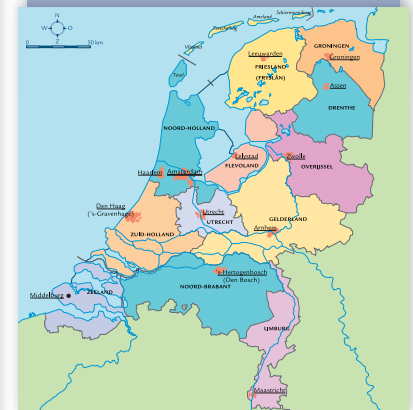 N
W O
Z
0 50 km
Schiermonnikoog
Ameland
Terschelling
Vlieland
Texel
GRONINGEN
Groningen
Leeuwarden
FRIESLAND
(FRYSLÂN)
Assen
DRENTHE
NOORD-HOLLAND
Haarlem
Amsterdam
Lelystad
FLEVOLAND
Zwolle
OVERIJSSEL
Den Haag
('s-Gravenhage)
Utrecht
UTRECHT
GELDERLAND
Arnhem
ZUID-HOLLAND
's-Hertogenbosch
(Den Bosch)
NOORD-BRABANT
Middelburg
ZEELAND
LIMBURG
Maastricht